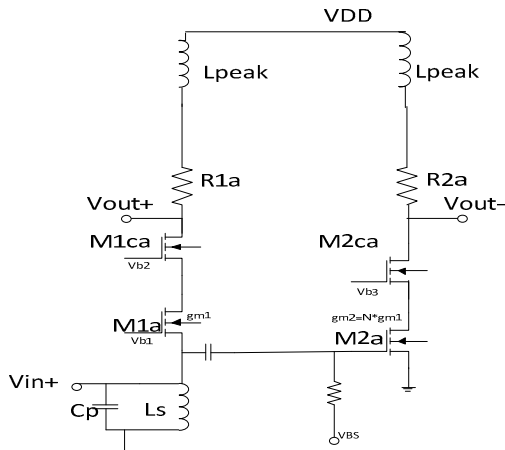 VDD
Lpeak
Lpeak
R1a
R2a
Vout+
Vout-
M1ca
M2ca
Vb2
Vb3
gm1
gm2=N*gm1
M1a
M2a
Vb1
Vin+
Cp
Ls
VBS